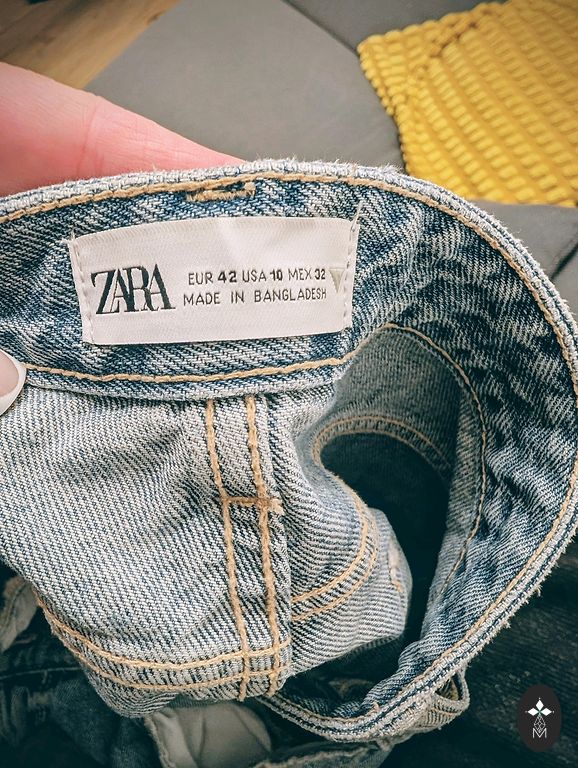 ZARA
EUR 42 USA 10 MEX 32
MADE IN BANGLADESH
M